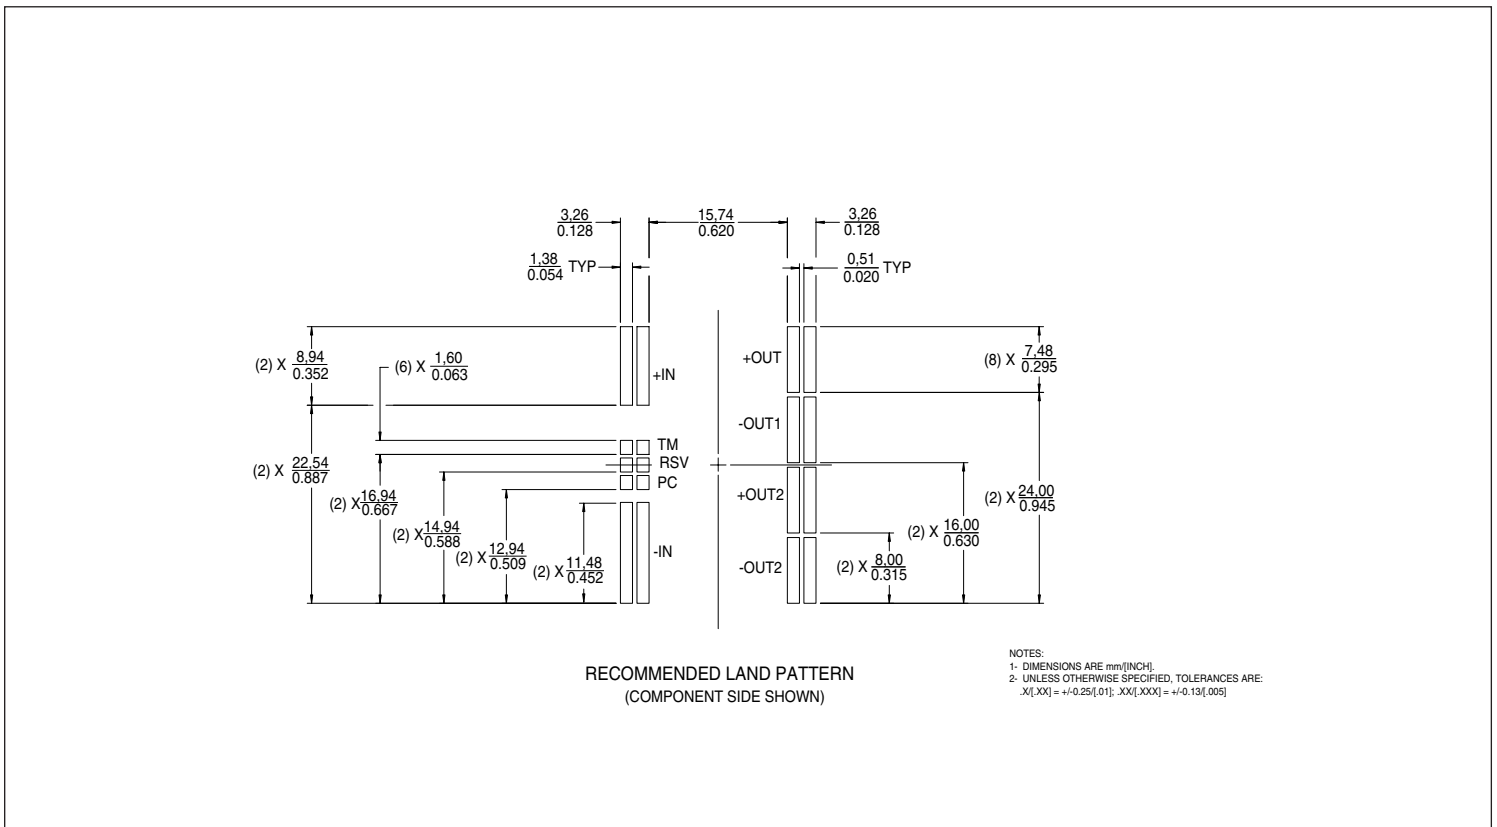 3,26
0.128
15,74
0.620
3,26
0.128
1,38
0.054 TYP
0,51
0.020 TYP
(2) X 8,94
0.352
(6) X 1,60
0.063
+IN
+OUT
(8) X 7,48
0.295
-OUT1
TM
RSV
PC
(2) X 22,54
0.887
(2) X 16,94
0.667
(2) X 14,94
0.588
(2) X 12,94
0.509
(2) X 11,48
0.452
-IN
+OUT2
-OUT2
(2) X 8,00
0.315
(2) X 16,00
0.630
(2) X 24,00
0.945
RECOMMENDED LAND PATTERN
(COMPONENT SIDE SHOWN)
NOTES:
1- DIMENSIONS ARE mm/[INCH].
2- UNLESS OTHERWISE SPECIFIED, TOLERANCES ARE:
.X/[.XX] = +/-0.25/[.01]; .XX/[.XXX] = +/-0.13/[.005]